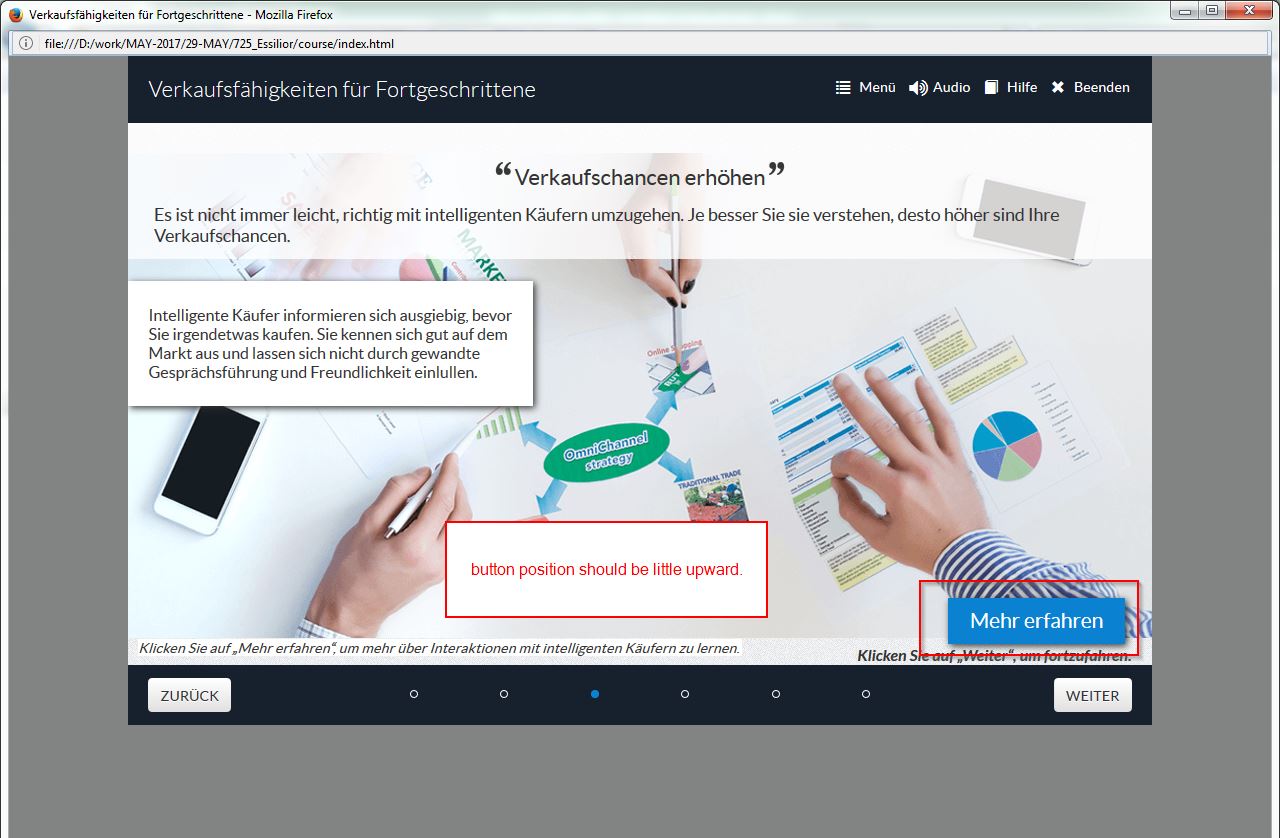 Verkaufsfähigkeiten für Fortgeschrittene - Mozilla Firefox
file:///D:/work/MAY-2017/29-MAY/725_Essilior/course/index.html
Verkaufsfähigkeiten für Fortgeschrittene
Menü Audio Hilfe Beenden
“Verkaufschancen erhöhen”
Es ist nicht immer leicht, richtig mit intelligenten Käufern umzugehen. Je besser Sie sie verstehen, desto höher sind Ihre
Verkaufschancen.
Intelligente Käufer informieren sich ausgiebig, bevor
Sie irgendetwas kaufen. Sie kennen sich gut auf dem
Markt aus und lassen sich nicht durch gewandte
Gesprächsführung und Freundlichkeit einlullen.
SALE
MARKE
Online Shopping
BUY
OmniChannel
strategy
TRADITIONAL TRADE
button position should be little upward.
Mehr erfahren
Klicken Sie auf „Mehr erfahren“, um mehr über Interaktionen mit intelligenten Käufern zu lernen.
Klicken Sie auf „Weiter“, um fortzufahren.
ZURÜCK
WEITER